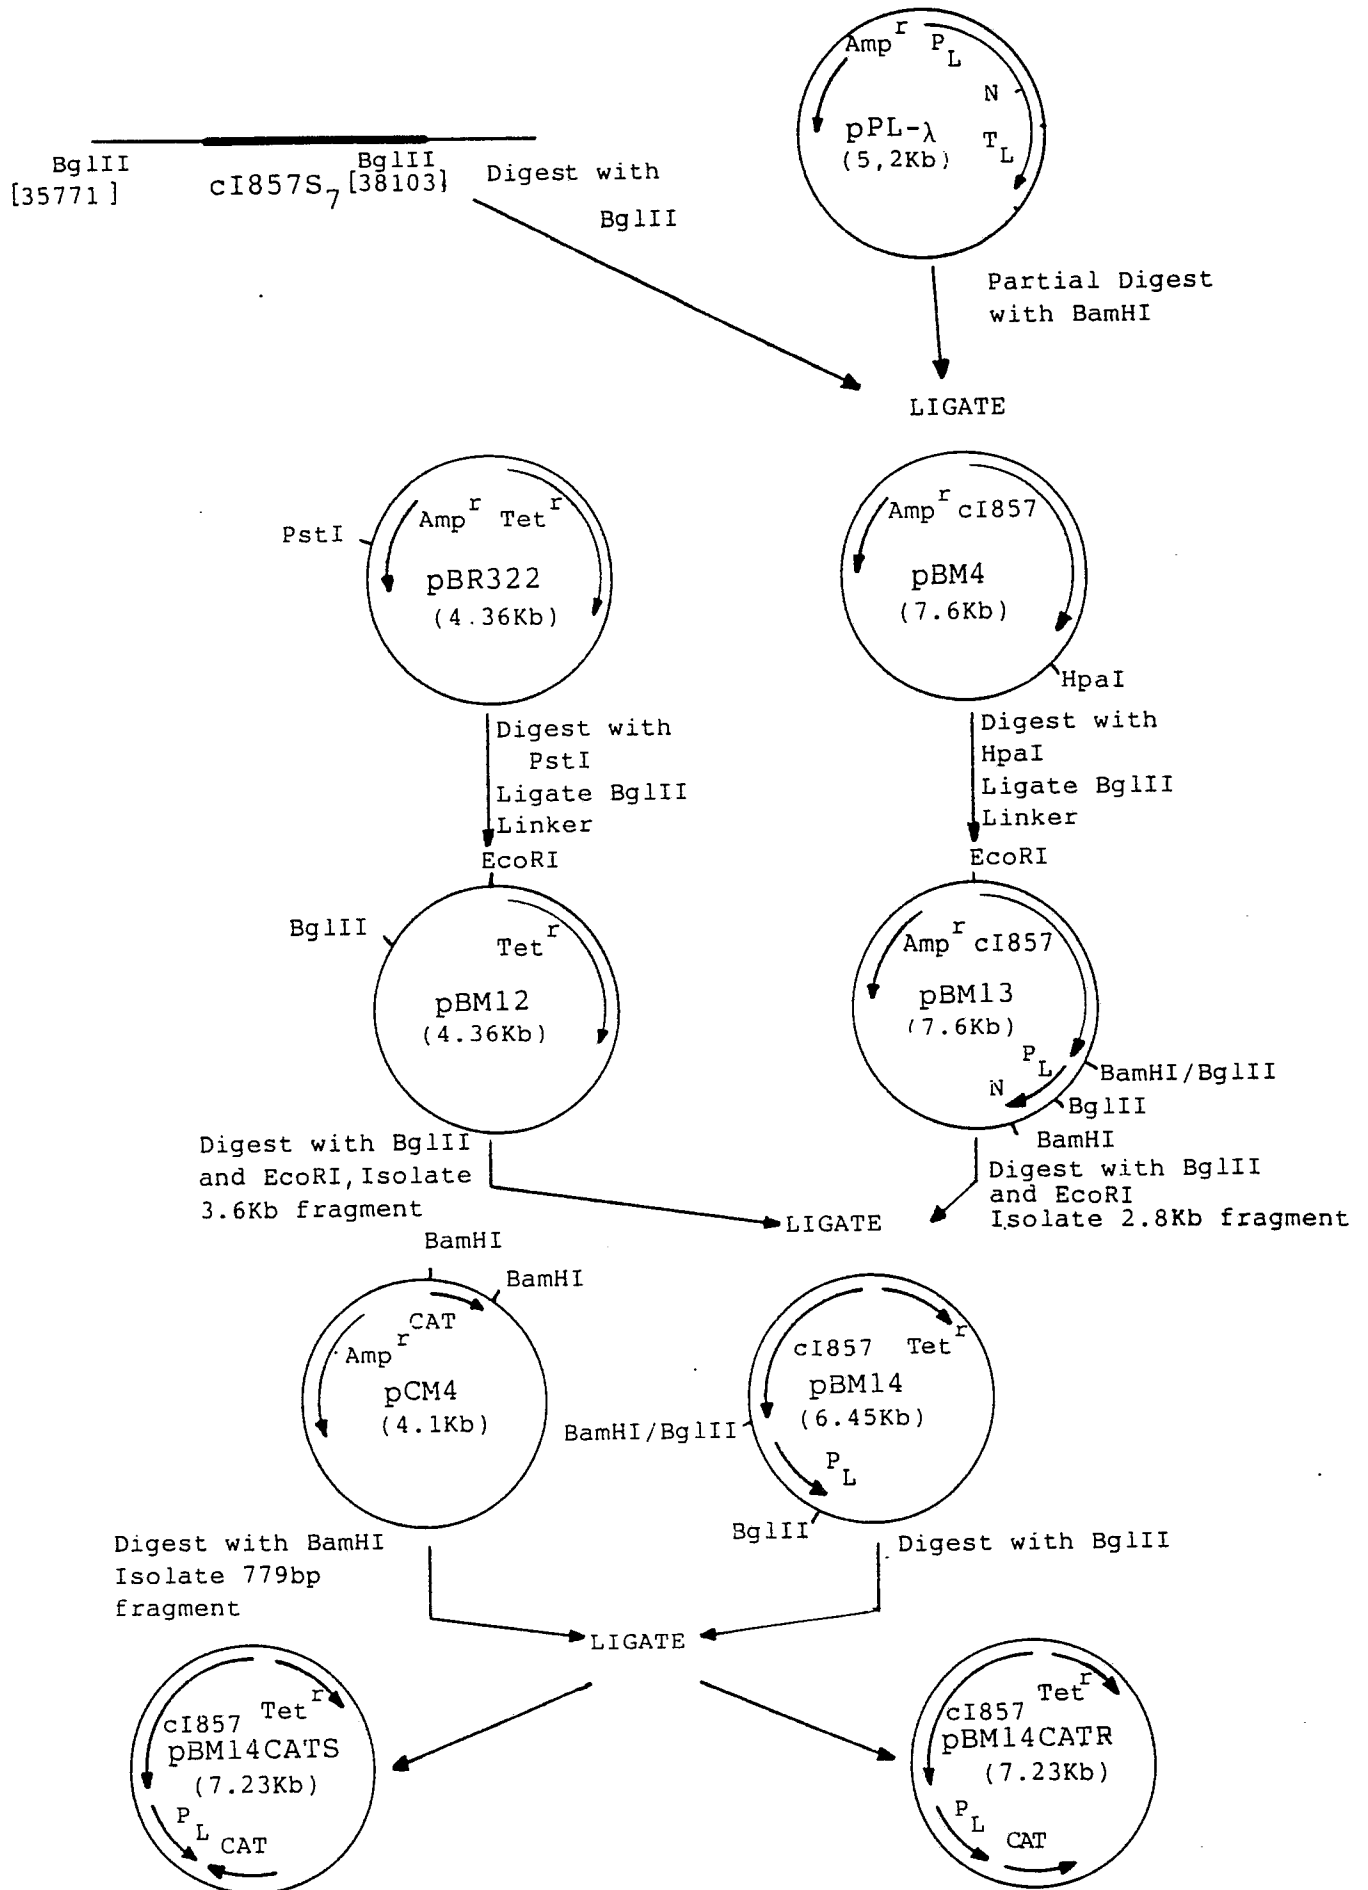 Amp r P L
N
T L
pPL-λ
(5,2Kb)
BglII
[35771]
cI857S7
BglII
[38103]
Digest with
BglII
Partial Digest
with BamHI
LIGATE
PstI
Amp r Tet r
pBR322
(4.36Kb)
Amp r cI857
pBM4
(7.6Kb)
HpaI
Digest with
PstI
Ligate BglII
Linker
Digest with
HpaI
Ligate BglII
Linker
EcoRI
BglII
Tet r
pBM12
(4.36Kb)
EcoRI
Amp r cI857
pBM13
(7.6Kb)
P L
N
BamHI/BglII
BglII
BamHI
Digest with BglII
and EcoRI, Isolate
3.6Kb fragment
Digest with BglII
and EcoRI
Isolate 2.8Kb fragment
LIGATE
BamHI
BamHI
CAT
Amp r
pCM4
(4.1Kb)
cI857 Tet r
pBM14
(6.45Kb)
BamHI/BglII
P L
BglII
Digest with BamHI
Isolate 779bp
fragment
Digest with BglII
LIGATE
cI857 Tet r
pBM14CATS
(7.23Kb)
P L CAT
cI857 Tet r
pBM14CATR
(7.23Kb)
P L CAT